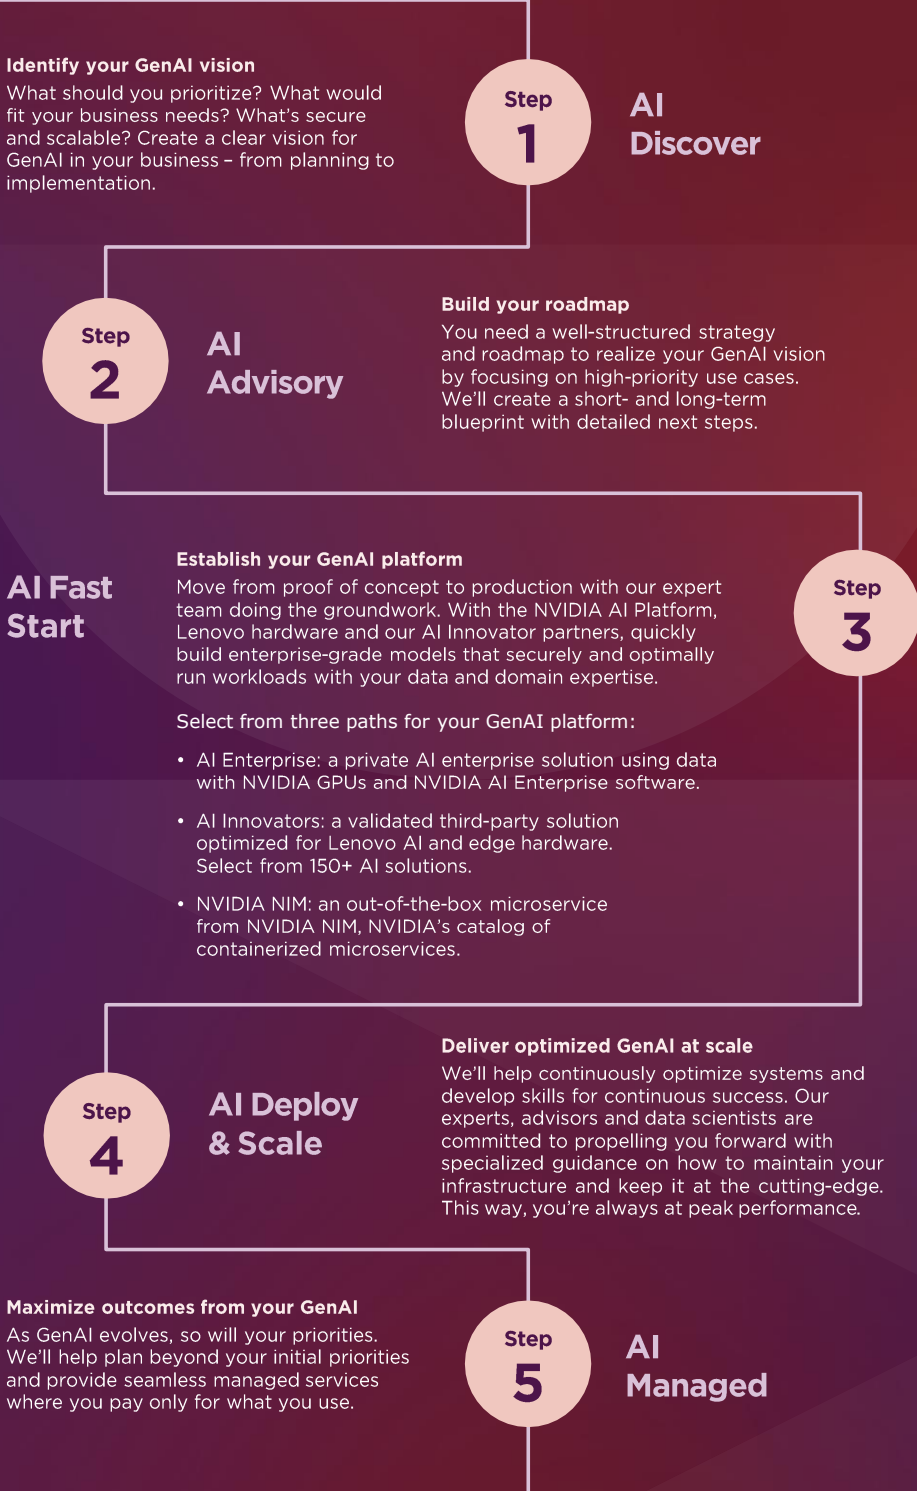 Identify your GenAI vision
What should you prioritize? What would
fit your business needs? What's secure
and scalable? Create a clear vision for
GenAI in your business – from planning to
implementation.
Step
1
AI
Discover
Step
2
AI
Advisory
Build your roadmap
You need a well-structured strategy
and roadmap to realize your GenAI vision
by focusing on high-priority use cases.
We'll create a short- and long-term
blueprint with detailed next steps.
AI Fast
Start
Establish your GenAI platform
Move from proof of concept to production with our expert
team doing the groundwork. With the NVIDIA AI Platform,
Lenovo hardware and our AI Innovator partners, quickly
build enterprise-grade models that securely and optimally
run workloads with your data and domain expertise.
Select from three paths for your GenAI platform:
• AI Enterprise: a private AI enterprise solution using data
with NVIDIA GPUs and NVIDIA AI Enterprise software.
• AI Innovators: a validated third-party solution
optimized for Lenovo AI and edge hardware.
Select from 150+ AI solutions.
• NVIDIA NIM: an out-of-the-box microservice
from NVIDIA NIM, NVIDIA's catalog of
containerized microservices.
Step
3
Step
4
AI Deploy
& Scale
Deliver optimized GenAI at scale
We'll help continuously optimize systems and
develop skills for continuous success. Our
experts, advisors and data scientists are
committed to propelling you forward with
specialized guidance on how to maintain your
infrastructure and keep it at the cutting-edge.
This way, you're always at peak performance.
Maximize outcomes from your GenAI
As GenAI evolves, so will your priorities.
We'll help plan beyond your initial priorities
and provide seamless managed services
where you pay only for what you use.
Step
5
AI
Managed